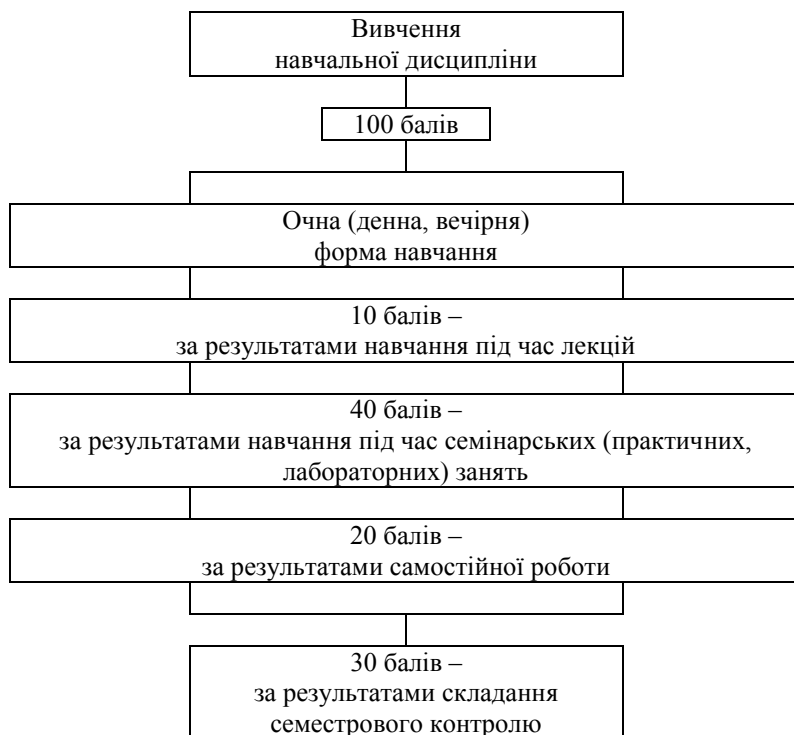 Вивчення
навчальної дисципліни
100 балів
Очна (денна, вечірня)
форма навчання
10 балів –
за результатами навчання під час лекцій
40 балів –
за результатами навчання під час семінарських (практичних,
лабораторних) занять
20 балів –
за результатами самостійної роботи
30 балів –
за результатами складання
семестрового контролю